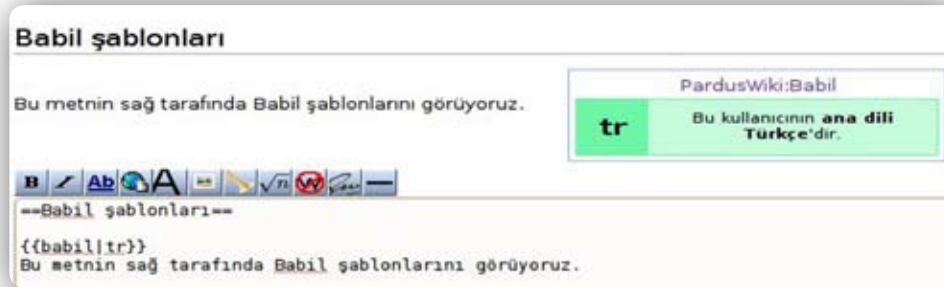 Babil şablonları
Bu metnin sağ tarafında Babil şablonlarını görüyoruz.
PardusWiki:Babil
tr
Bu kullanıcının ana dili
Türkçe'dir.
B I Ab A √n W
==Babil şablonları==
{{babil|tr}}
Bu metnin sağ tarafında Babil şablonlarını görüyoruz.